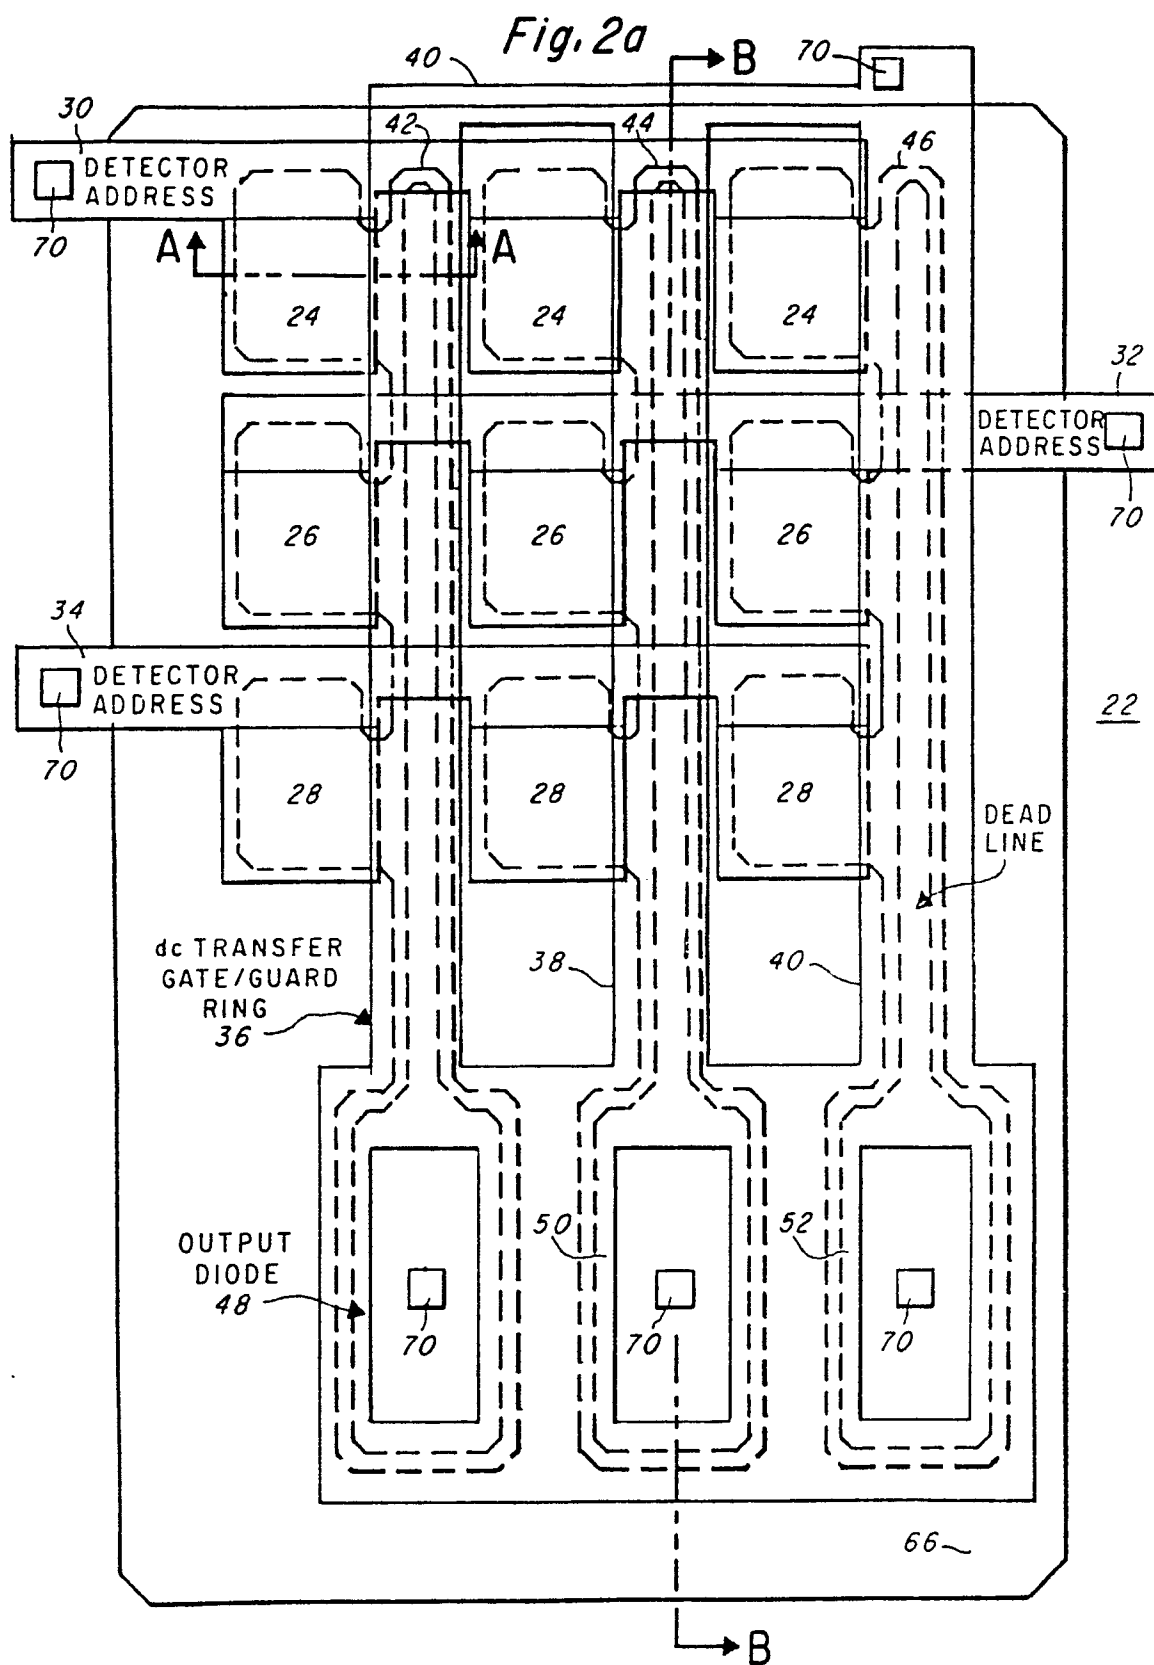 Fig. 2a
40
B
70
30
DETECTOR
ADDRESS
70
42
44
46
A
A
24
24
24
32
DETECTOR
ADDRESS
70
26
26
26
34
DETECTOR
ADDRESS
70
22
28
28
28
DEAD
LINE
dc TRANSFER
GATE/GUARD
RING
36
38
40
OUTPUT
DIODE
48
50
52
70
70
70
66
B